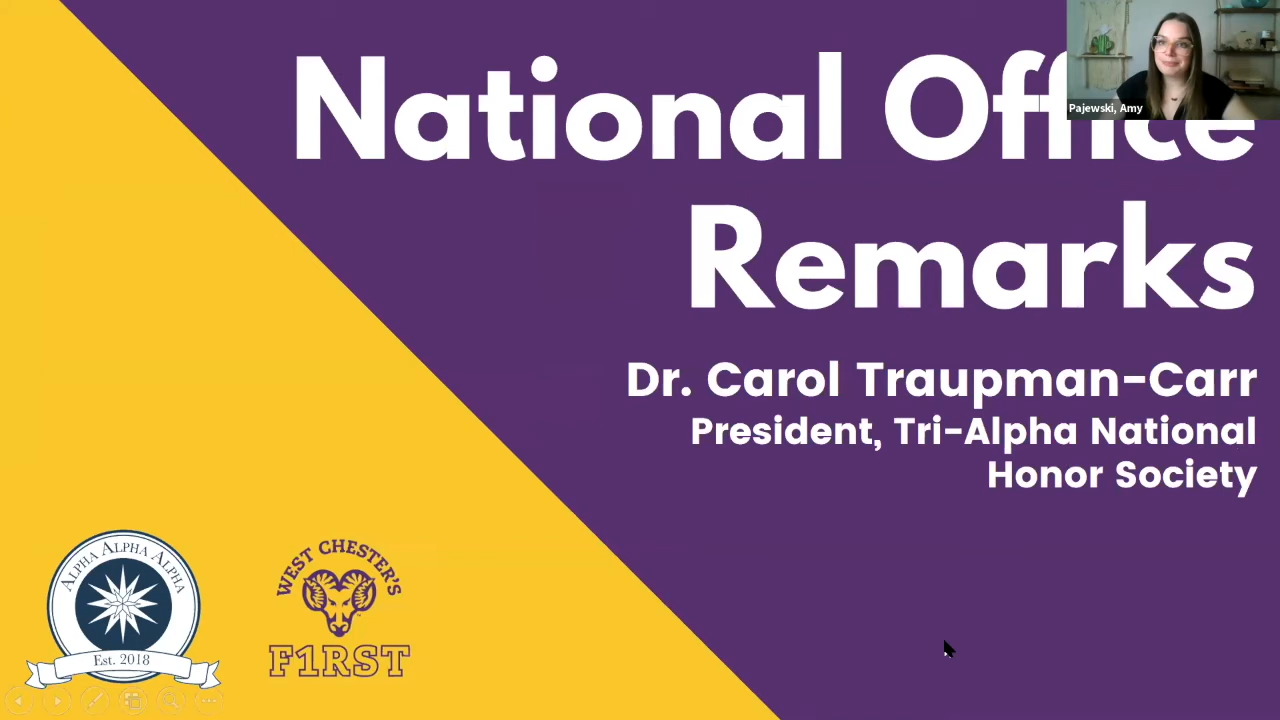 National Office
Remarks
Pajewski, Amy
Dr. Carol Traupman-Carr
President, Tri-Alpha National
Honor Society
ALPHA ALPHA ALPHA
Est. 2018
WEST CHESTER'S
F1RST